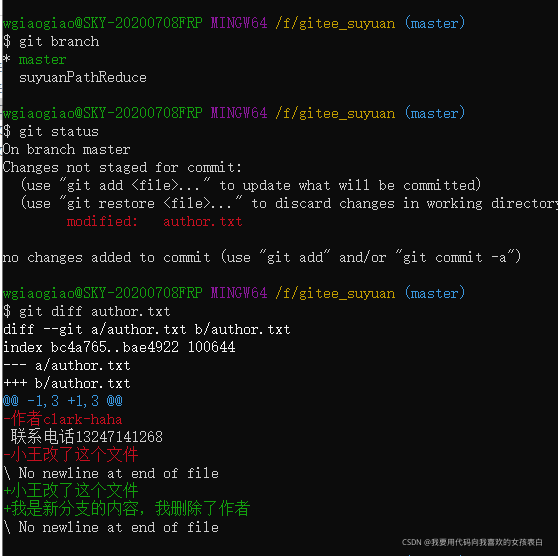 wgiaogiao@SKY-20200708FRP MINGW64 /f/gitee_suyuan (master)
$ git branch
* master
  suyuanPathReduce
wgiaogiao@SKY-20200708FRP MINGW64 /f/gitee_suyuan (master)
$ git status
On branch master
Changes not staged for commit:
  (use "git add <file>..." to update what will be committed)
  (use "git restore <file>..." to discard changes in working directory
        modified:   author.txt
no changes added to commit (use "git add" and/or "git commit -a")
wgiaogiao@SKY-20200708FRP MINGW64 /f/gitee_suyuan (master)
$ git diff author.txt
diff --git a/author.txt b/author.txt
index bc4a765..bae4922 100644
--- a/author.txt
+++ b/author.txt
@@ -1,3 +1,3 @@
-作者clark-haha
 联系电话13247141268
-小王改了这个文件
\ No newline at end of file
+小王改了这个文件
+我是新分支的内容，我删除了作者
\ No newline at end of file
CSDN @我要用代码向我喜欢的女孩表白